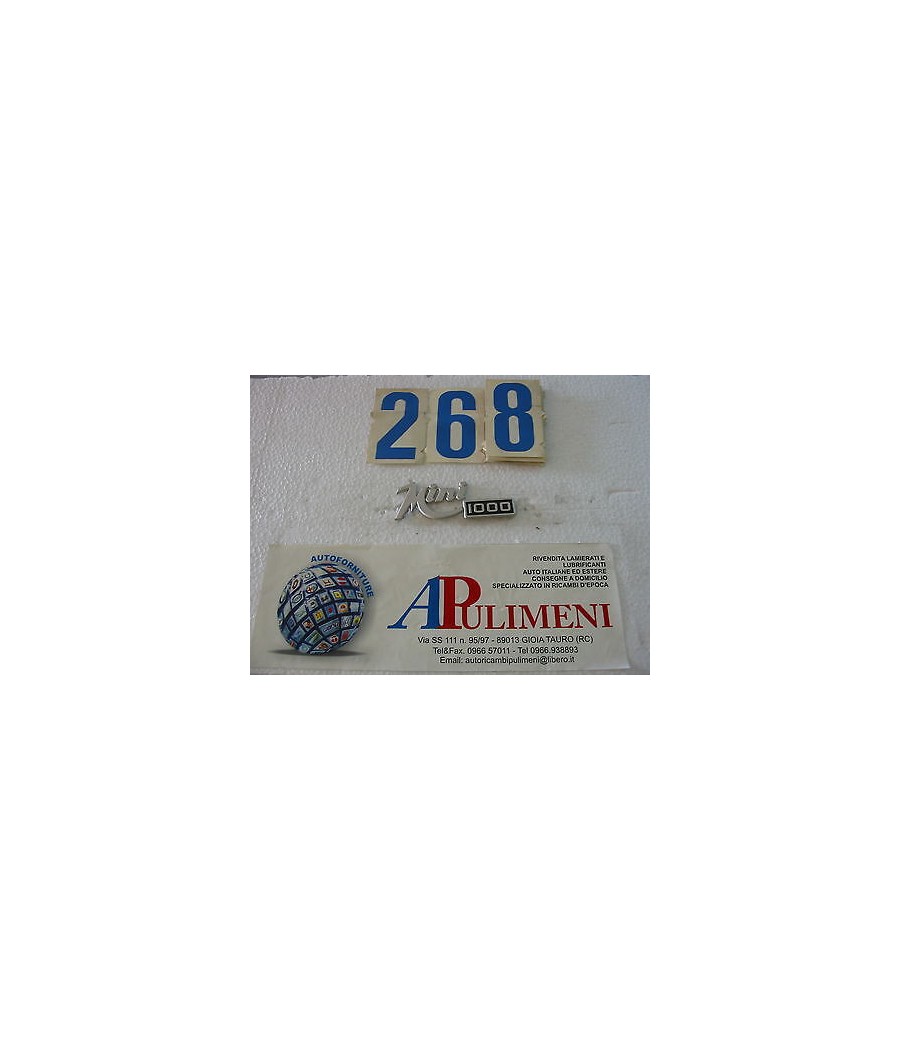 268
Mini
1000
AUTOFORNITURE
RIVENDITA LAMIERATI E
LUBRIFICANTI
AUTO ITALIANE ED ESTERE
CONSEGNE A DOMICILIO
SPECIALIZZATO IN RICAMBI D'EPOCA
APULIMENI
Via SS 111 n. 95/97 - 89013 GIOIA TAURO (RC)
Tel&Fax. 0966 57011 - Tel 0966.938893
Email: autoricambipulimeni@libero.it